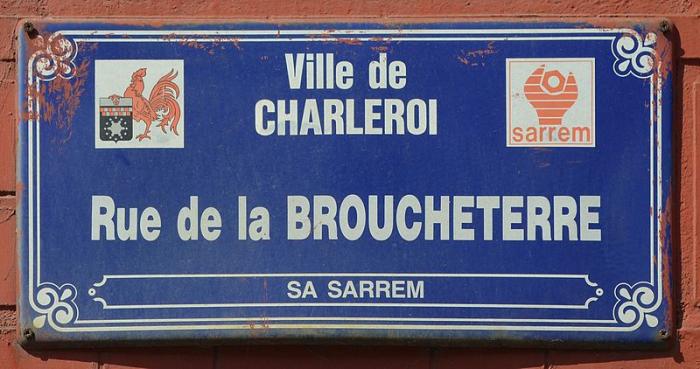 Ville de
CHARLEROI
sarrem
Rue de la BROUCHETERRE
SA SARREM